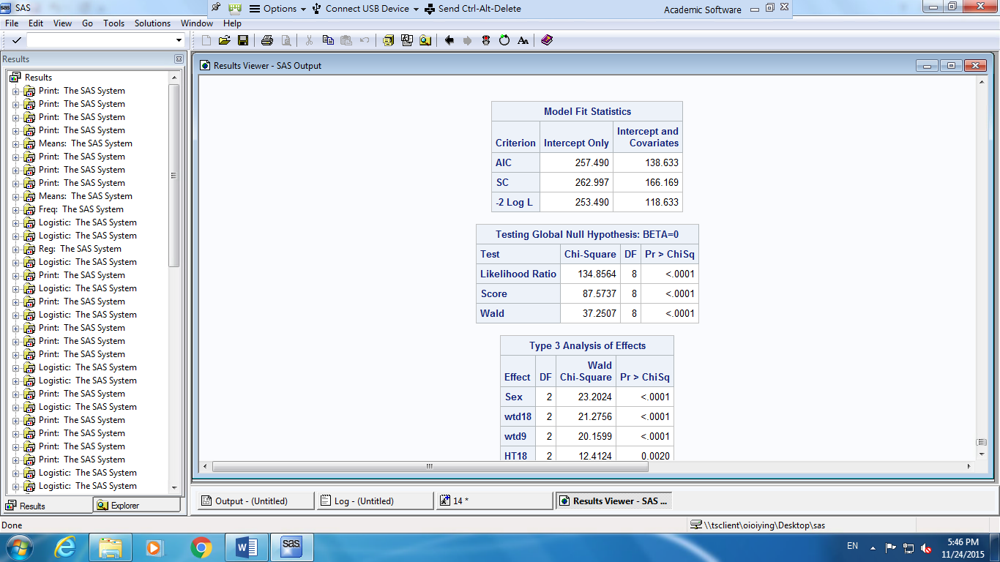 SAS
Options
Connect USB Device
Send Ctrl-Alt-Delete
Academic Software
File Edit View Go Tools Solutions Window Help
Results
Results
Print: The SAS System
Print: The SAS System
Print: The SAS System
Print: The SAS System
Means: The SAS System
Print: The SAS System
Print: The SAS System
Print: The SAS System
Means: The SAS System
Freq: The SAS System
Logistic: The SAS System
Logistic: The SAS System
Reg: The SAS System
Logistic: The SAS System
Print: The SAS System
Logistic: The SAS System
Print: The SAS System
Logistic: The SAS System
Print: The SAS System
Print: The SAS System
Print: The SAS System
Logistic: The SAS System
Logistic: The SAS System
Print: The SAS System
Logistic: The SAS System
Print: The SAS System
Print: The SAS System
Print: The SAS System
Logistic: The SAS System
Logistic: The SAS System
Results
Explorer
Results Viewer - SAS Output
Model Fit Statistics
Criterion Intercept Only Intercept and
Covariates
AIC 257.490 138.633
SC 262.997 166.169
-2 Log L 253.490 118.633
Testing Global Null Hypothesis: BETA=0
Test Chi-Square DF Pr > ChiSq
Likelihood Ratio 134.8564 8 <.0001
Score 87.5737 8 <.0001
Wald 37.2507 8 <.0001
Type 3 Analysis of Effects
Effect DF Wald
Chi-Square Pr > ChiSq
Sex 2 23.2024 <.0001
wtd18 2 21.2756 <.0001
wtd9 2 20.1599 <.0001
HT18 2 12.4124 0.0020
Output - (Untitled)
Log - (Untitled)
14 *
Results Viewer - SAS ...
Done
\\tsclient\oioiying\Desktop\sas
EN
5:46 PM
11/24/2015